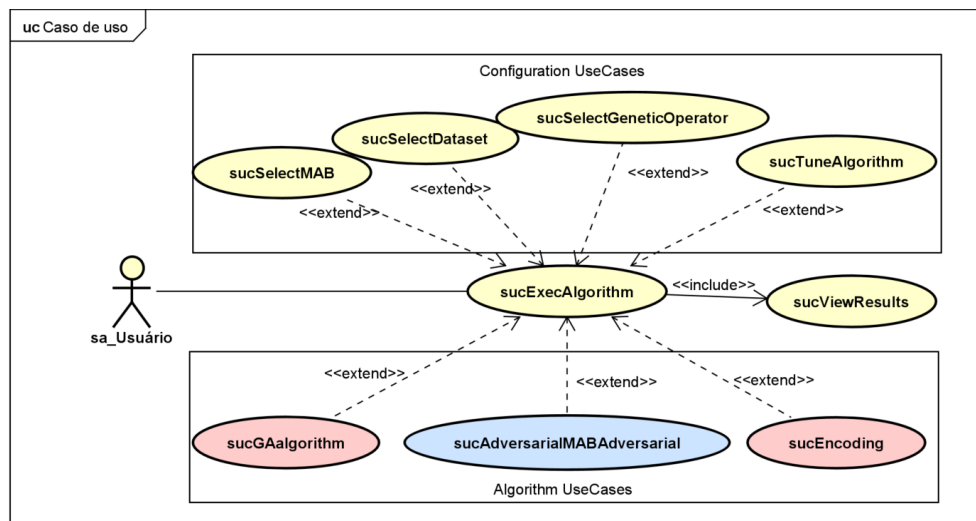 uc Caso de uso
Configuration UseCases
sucSelectGeneticOperator
sucSelectDataset
sucTuneAlgorithm
sucSelectMAB
<<extend>>
<<extend>>
<<extend>>
<<extend>>
sucExecAlgorithm
<<include>>
sucViewResults
sa_Usuário
<<extend>>
<<extend>>
<<extend>>
sucGAalgorithm
sucAdversarialMABAdversarial
sucEncoding
Algorithm UseCases